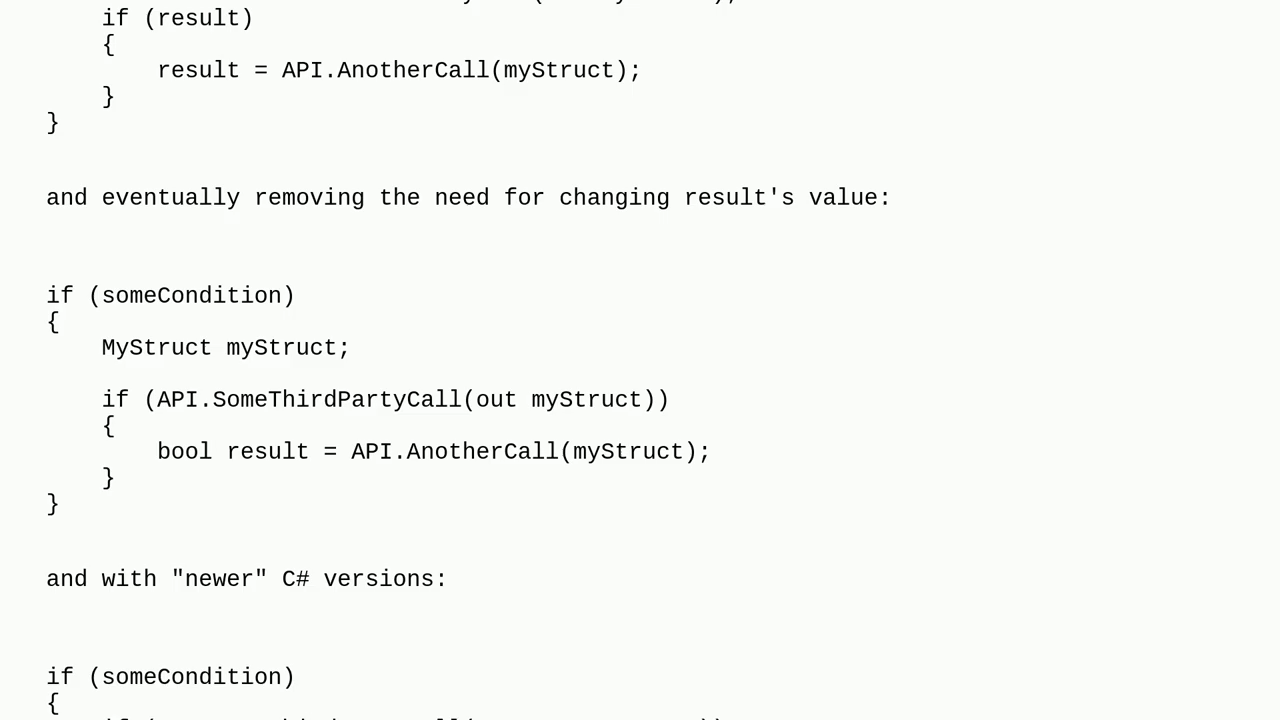 if (result)
{
result = API.AnotherCall(myStruct);
}
}
and eventually removing the need for changing result's value:
if (someCondition)
{
MyStruct myStruct;
if (API.SomeThirdPartyCall(out myStruct))
{
bool result = API.AnotherCall(myStruct);
}
}
and with "newer" C# versions:
if (someCondition)
{